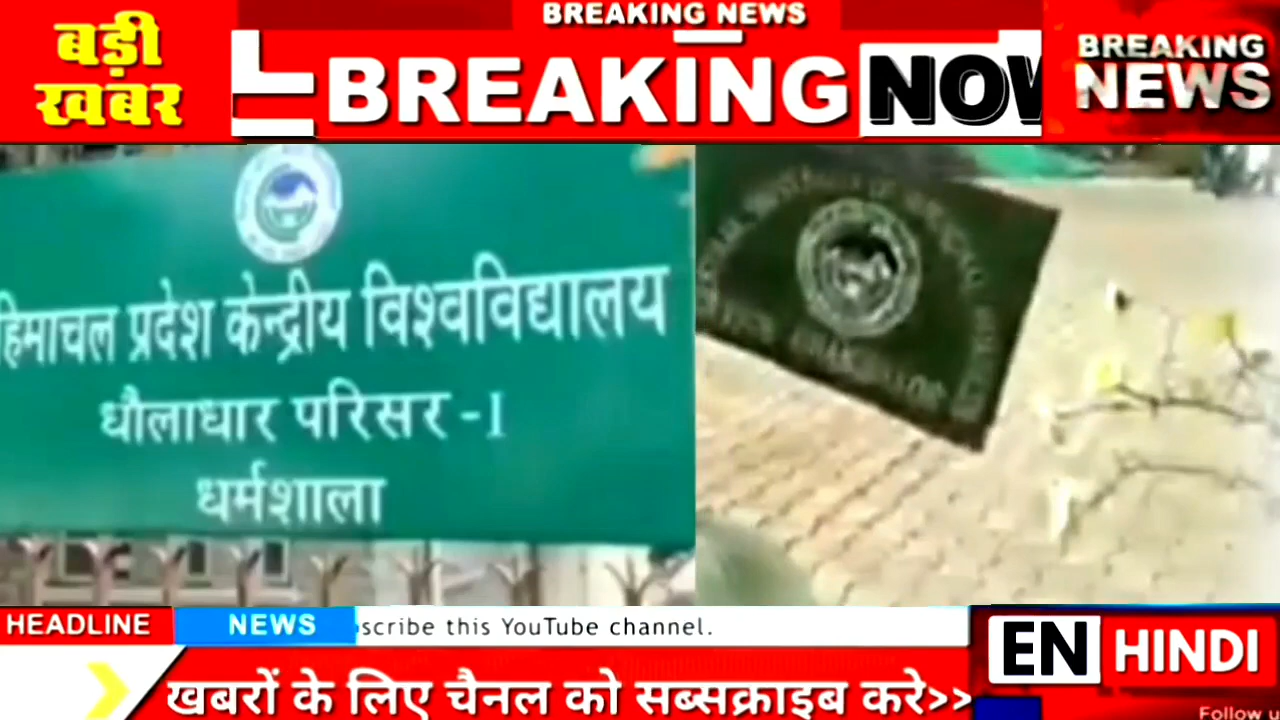 BREAKING NEWS
बड़ी
खबर
BREAKING NOW
BREAKING
NEWS
हिमाचल प्रदेश केन्द्रीय विश्वविद्यालय
धौलाधार परिसर -I
धर्मशाला
HEADLINE NEWS scribe this YouTube channel.
EN HINDI
खबरों के लिए चैनल को सब्सक्राइब करे>>
Follow u